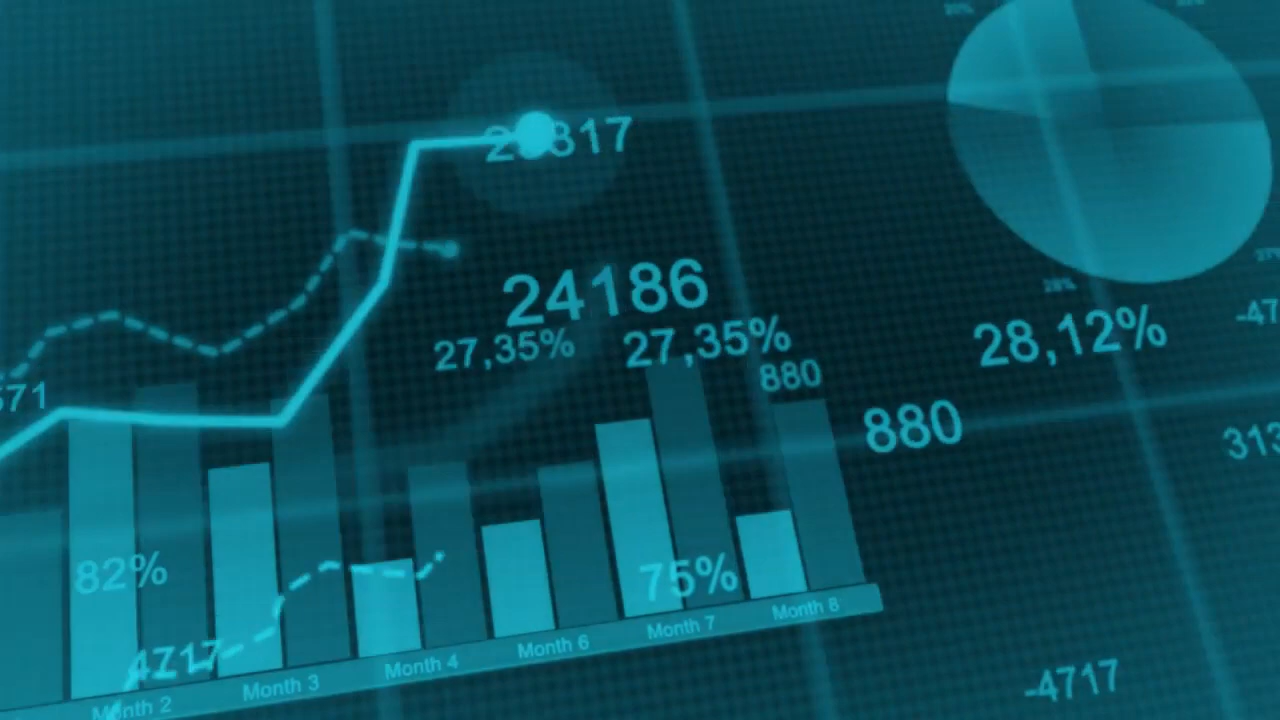 817
24186
27,35%
27,35%
880
28,12%
-47
571
880
313
82%
75%
4717
-4717
Month 2
Month 3
Month 4
Month 6
Month 7
Month 8